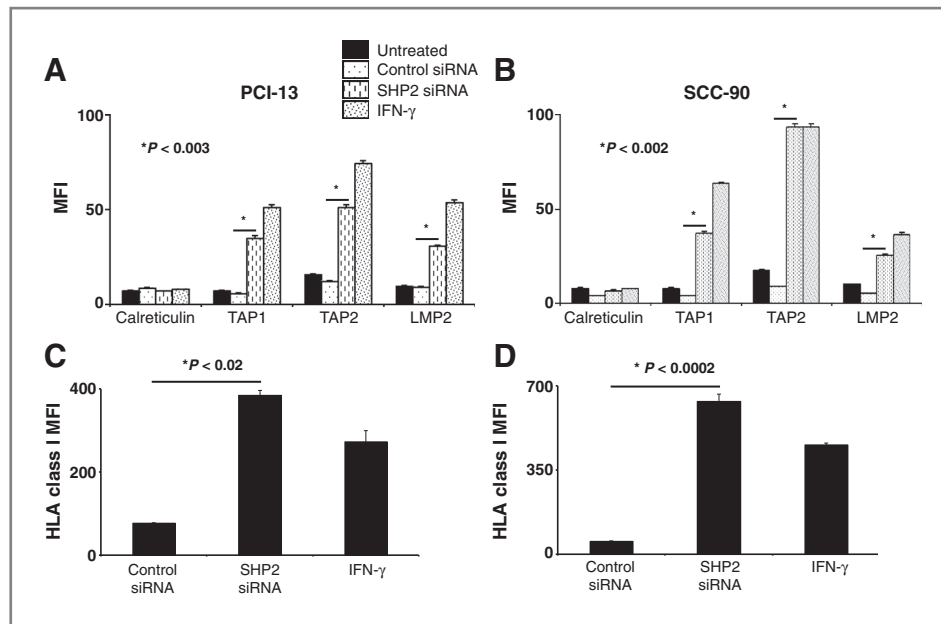 A
PCI-13
Untreated
Control siRNA
SHP2 siRNA
IFN-γ
B
SCC-90
100
50
0
MFI
*P < 0.003
*
*
*
Calreticulin
TAP1
TAP2
LMP2
100
50
0
MFI
*P < 0.002
*
*
*
Calreticulin
TAP1
TAP2
LMP2
C
*P < 0.02
400
200
0
HLA class I MFI
Control
siRNA
SHP2
siRNA
IFN-γ
D
* P < 0.0002
700
350
0
HLA class I MFI
Control
siRNA
SHP2
siRNA
IFN-γ